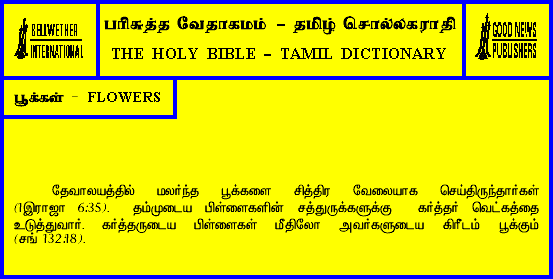 BELLWETHER
INTERNATIONAL
பரிசுத்த வேதாகமம் - தமிழ் சொல்லகராதி
THE HOLY BIBLE - TAMIL DICTIONARY
GOOD NEWS
PUBLISHERS
பூக்கள் - FLOWERS
தேவாலயத்தில் மலர்ந்த பூக்களை சித்திர வேலையாக செய்திருந்தார்கள்
(1இராஜா 6:35). தம்முடைய பிள்ளைகளின் சத்துருக்களுக்கு கர்த்தர் வெட்கத்தை
உடுத்துவார். கர்த்தருடைய பிள்ளைகள் மீதிலோ அவர்களுடைய கிரீடம் பூக்கும்
(சங் 132:18).